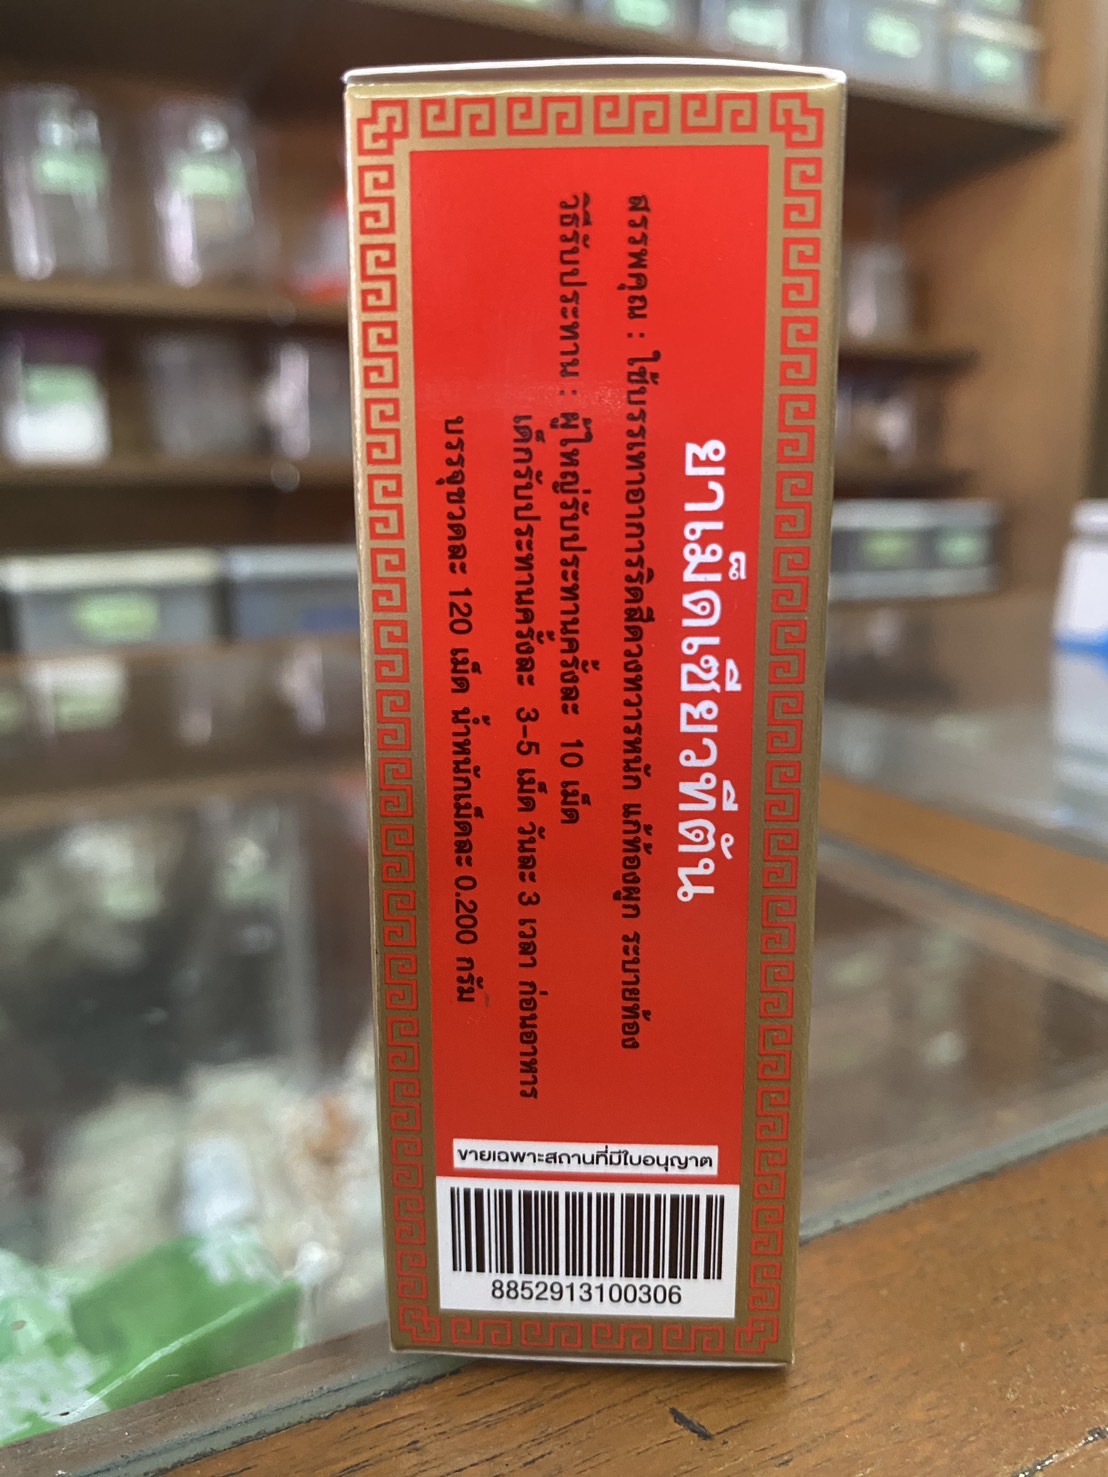 ยาเม็ดเซียวทีตัน
สรรพคุณ : ใช้บรรเทาอาการริดสีดวงทวารหนัก แก้ท้องผูก ระบายท้อง
วิธีรับประทาน : ผู้ใหญ่รับประทานครั้งละ 10 เม็ด
เด็กรับประทานครั้งละ 3-5 เม็ด วันละ 3 เวลา ก่อนอาหาร
บรรจุขวดละ 120 เม็ด น้ำหนักเม็ดละ 0.200 กรัม
ขายเฉพาะสถานที่มีใบอนุญาต
8852913100306